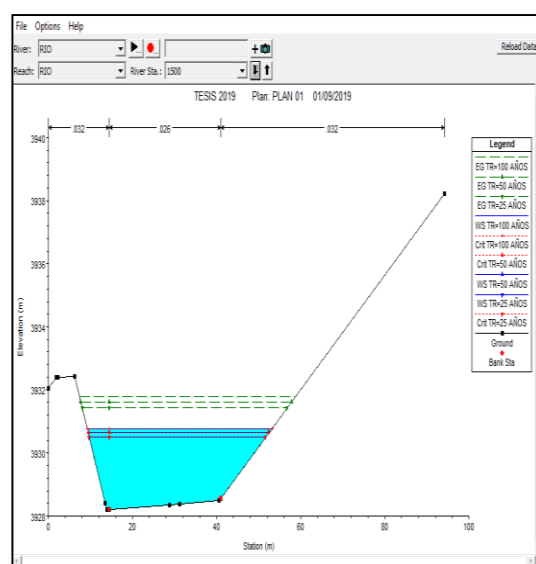 File Options Help
River: RIO
Reload Data
Reach: RIO River Sta.: 1500
TESIS 2019 Plan: PLAN 01 01/09/2019
.032 .026 .032
Legend
EG TR=100 AÑOS
EG TR=50 AÑOS
EG TR=25 AÑOS
WS TR=100 AÑOS
Crit TR=100 AÑOS
Crit TR=50 AÑOS
WS TR=50 AÑOS
WS TR=25 AÑOS
Crit TR=25 AÑOS
Ground
Bank Sta
Elevation (m)
3940
3938
3936
3934
3932
3930
3928
0 20 40 60 80 100
Station (m)